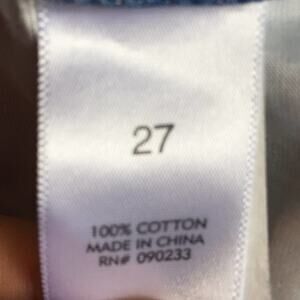 27
100% COTTON
MADE IN CHINA
RN# 090233